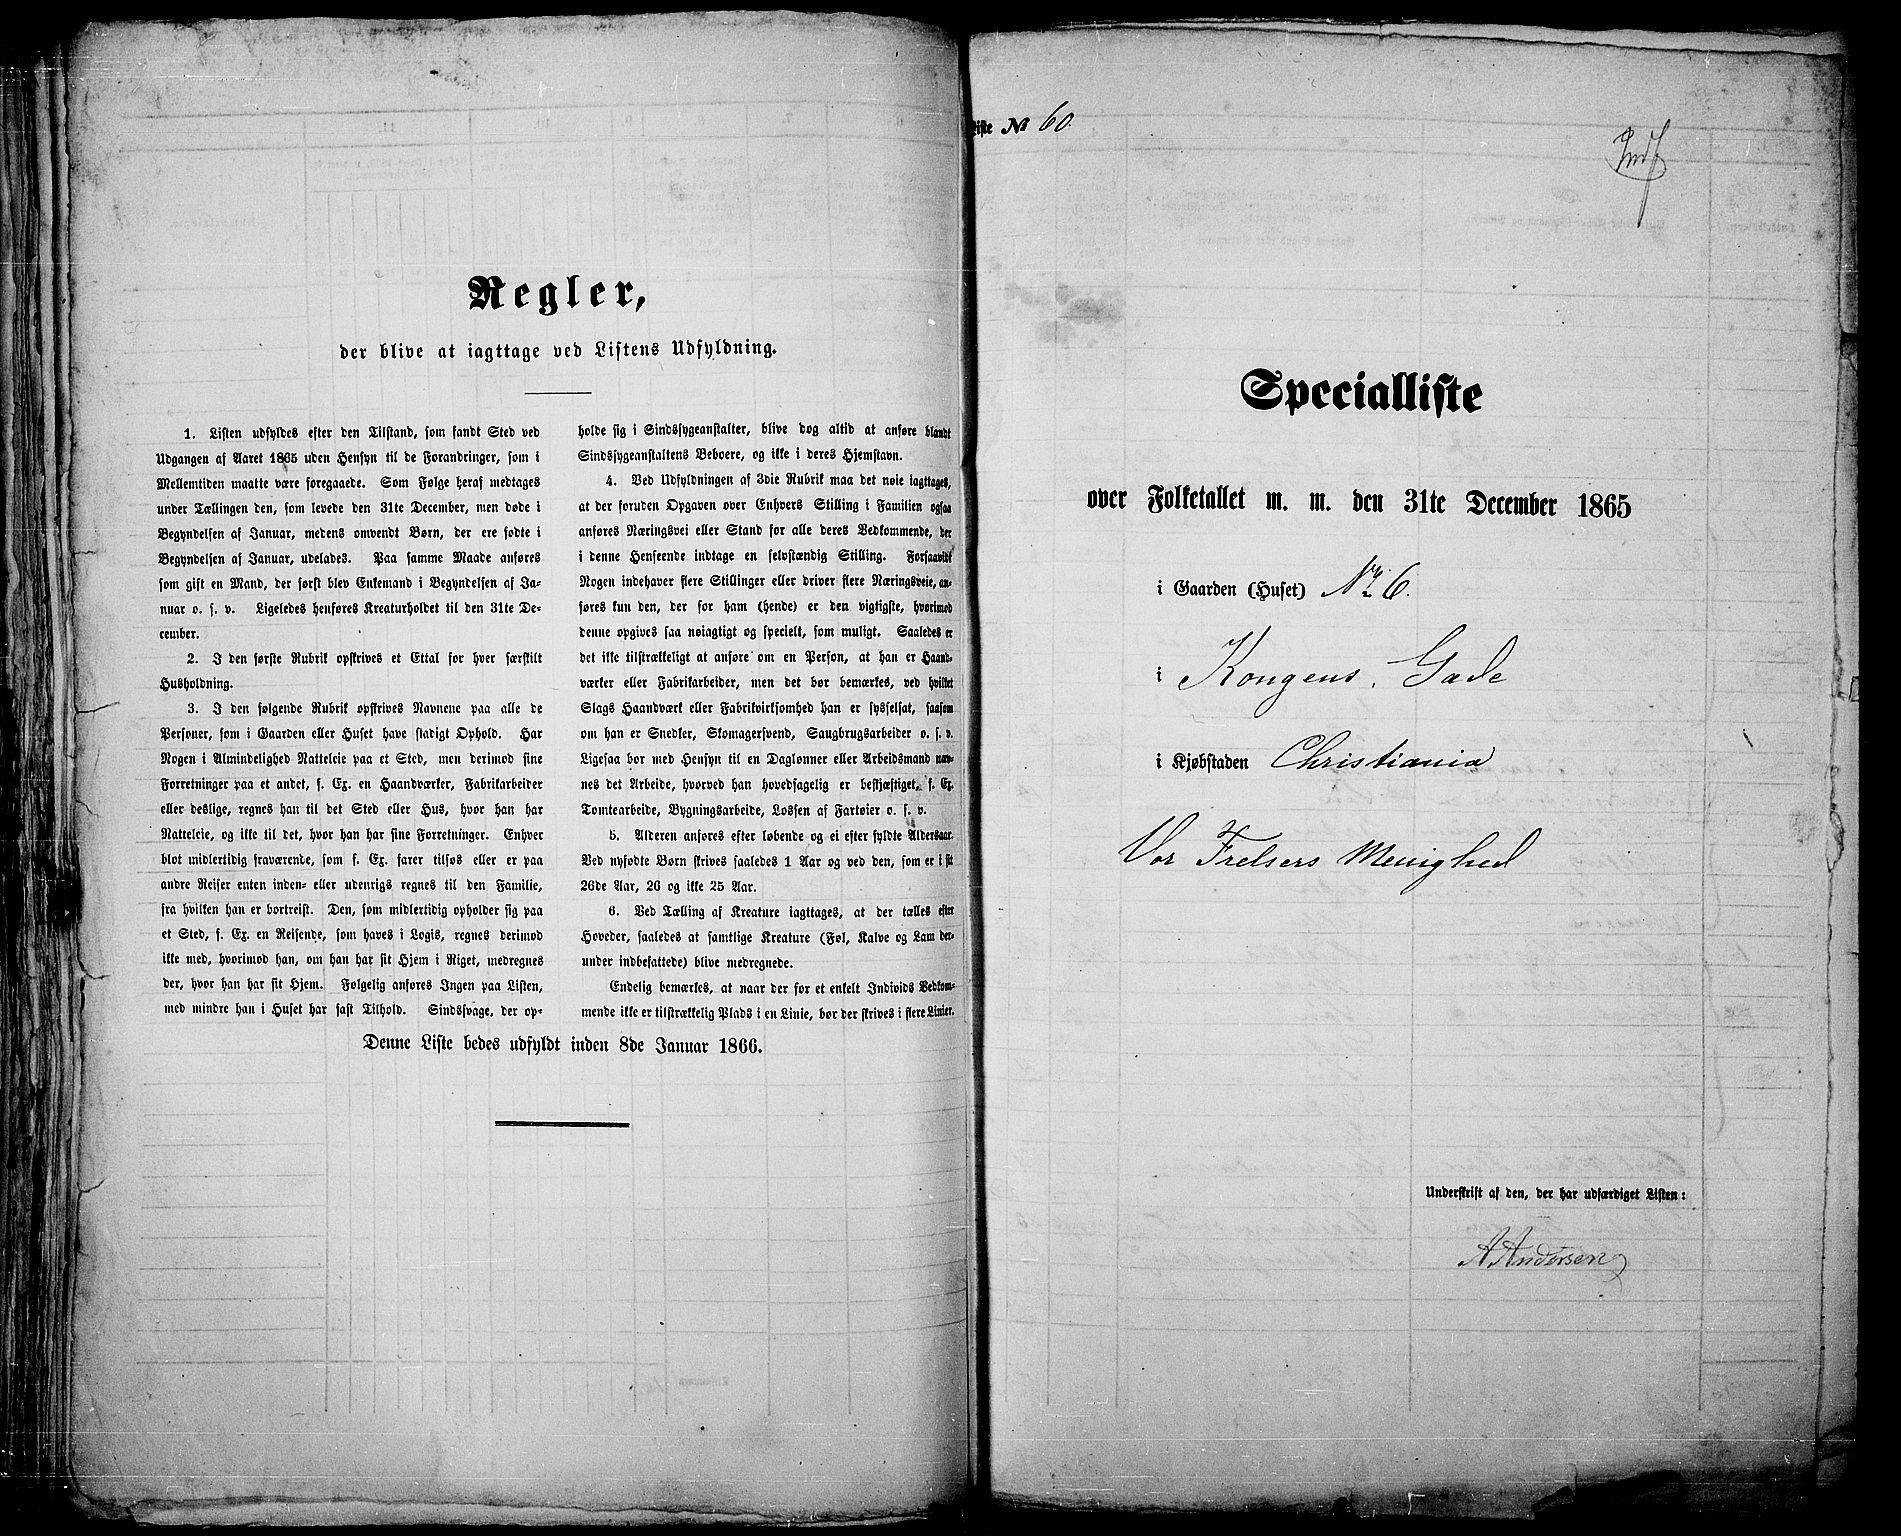 Regler,
der blive at iagttage ved Listens Udfyldning.
1. Listen udfyldes efter den Tilstand, som fandt Sted ved
Udgangen af Aaret 1865 uden Hensyn til de Forandringer, som i
Mellemtiden maatte være foregaaede. Som Følge heraf medtages
under Tællingen den, som levede den 31te December, men døde i
Begyndelsen af Januar, medens omvendt Børn, der ere fødte i
Begyndelsen af Januar, udelades. Paa samme Maade anføres
som gift en Mand, der først blev Enkemand i Begyndelsen af Ja-
nuar o. s. v. Ligeledes henføres Kreaturholdet til den 31te De-
cember.
2. I den første Rubrik opskrives et Ettal for hver særskilt
Husholdning.
3. I den følgende Rubrik opskrives Navnene paa alle de
Personer, som i Gaarden eller Huset have stadigt Ophold. Har
Nogen i Almindelighed Natteleie paa et Sted, men derimod sine
Forretninger paa et andet, f. Ex. en Haandværker, Fabrikarbeider
eller deslige, regnes han til det Sted eller Hus, hvor han har
Natteleie, og ikke til det, hvor han har sine Forretninger. Enhver
blot midlertidig fraværende, som f. Ex. farer tilsøs eller er paa
andre Reiser enten inden- eller udenrigs regnes til den Familie,
fra hvilken han er bortreist. Den, som midlertidig opholder sig paa
et Sted, f. Ex. en Reisende, som haves i Logis, regnes derimod
ikke med, hvorimod han, om han har sit Hjem i Riget, medregnes
der, hvor han har sit Hjem. Følgelig anføres Ingen paa Listen,
med mindre han i Huset har fast Tilhold. Sindssvage, der op-
holde sig i Sindssygeanstalter, blive dog altid at anføre blandt
Sindssygeanstaltens Beboere, og ikke i deres Hjemstavn.
4. Ved Udfyldningen af 3die Rubrik maa det nøie iagttages,
at der foruden Opgaven over Enhvers Stilling i Familien ogsaa
anføres Næringsvei eller Stand for alle deres Vedkommende, der
i denne Henseende indtage en selvstændig Stilling. Forsaavidt
Nogen indehaver flere Stillinger eller driver flere Næringsveie, an-
føres kun den, der for ham (hende) er den vigtigste, hvorimod
denne opgives saa nøiagtigt og specielt, som muligt. Saaledes er
det ikke tilstrækkeligt at anføre om en Person, at han er Haand-
værker eller Fabrikarbeider, men det bør bemærkes, ved hvilket
Slags Haandværk eller Fabrikvirksomhed han er sysselsat, saasom
om han er Snedker, Skomagersvend, Saugbrugsarbeider o. s. v.
Ligesaa bør med Hensyn til en Daglønner eller Arbeidsmand næv-
nes det Arbeide, hvorved han hovedsagelig er beskjæftiget, f. Ex.
Tomtearbeide, Bygningsarbeide, Lossen af Fartøier o. s. v.
5. Alderen anføres efter løbende og ei efter fyldte Aldersaar.
Ved nyfødte Børn skrives saaledes 1 Aar og ved den, som er i sit
26de Aar, 26 og ikke 25 Aar.
6. Ved Tælling af Kreature iagttages, at der tælles efter
Hoveder, saaledes at samtlige Kreature (Føl, Kalve og Lam der-
under indbefattede) blive medregnede.
Endelig bemærkes, at naar der for et enkelt Individs Vedkom-
mende ikke er tilstrækkelig Plads i en Linie, bør der skrives i flere Linier.
Denne Liste bedes udfyldt inden 8de Januar 1866.
Liste № 60.
Specialliste
over Folketallet m. m. den 31te December 1865
i Gaarden (Huset) No 6.
i Kongens Gade
i Kjøbstaden Christiania
Vor Frelsers Menighed
Underskrift af den, der har udfærdiget Listen:
A Andersen